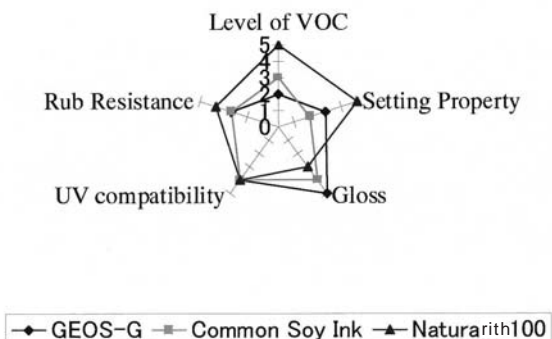 Level of VOC
5
4
3
2
1
0
Rub Resistance
Setting Property
UV compatibility
Gloss
GEOS-G Common Soy Ink Naturarith100